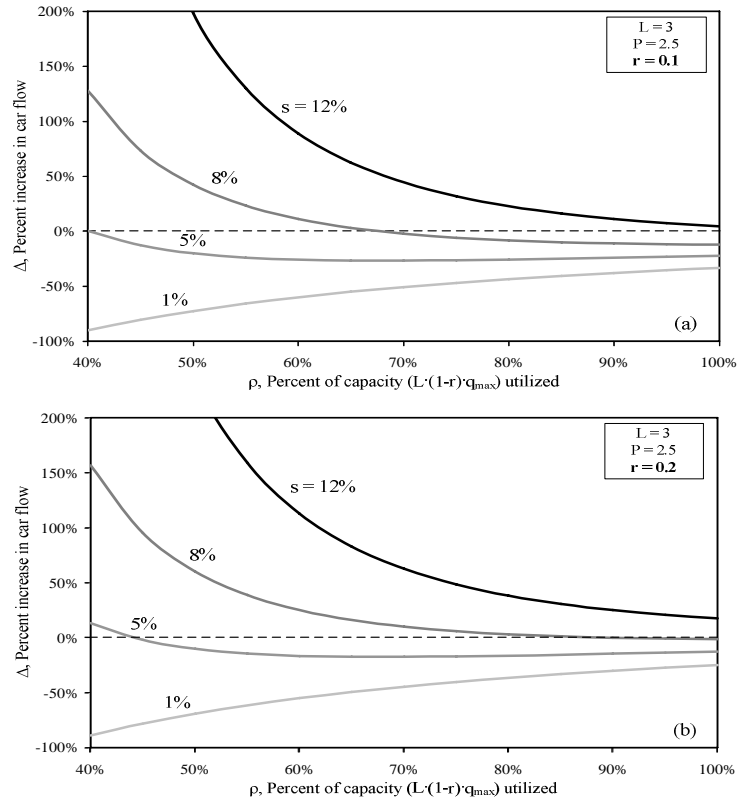 200%
150%
100%
50%
0%
-50%
-100%
Δ, Percent increase in car flow
L = 3
P = 2.5
r = 0.1
s = 12%
8%
5%
1%
(a)
40% 50% 60% 70% 80% 90% 100%
ρ, Percent of capacity (L·(1-r)·qmax) utilized
200%
150%
100%
50%
0%
-50%
-100%
Δ, Percent increase in car flow
L = 3
P = 2.5
r = 0.2
s = 12%
8%
5%
1%
(b)
40% 50% 60% 70% 80% 90% 100%
ρ, Percent of capacity (L·(1-r)·qmax) utilized